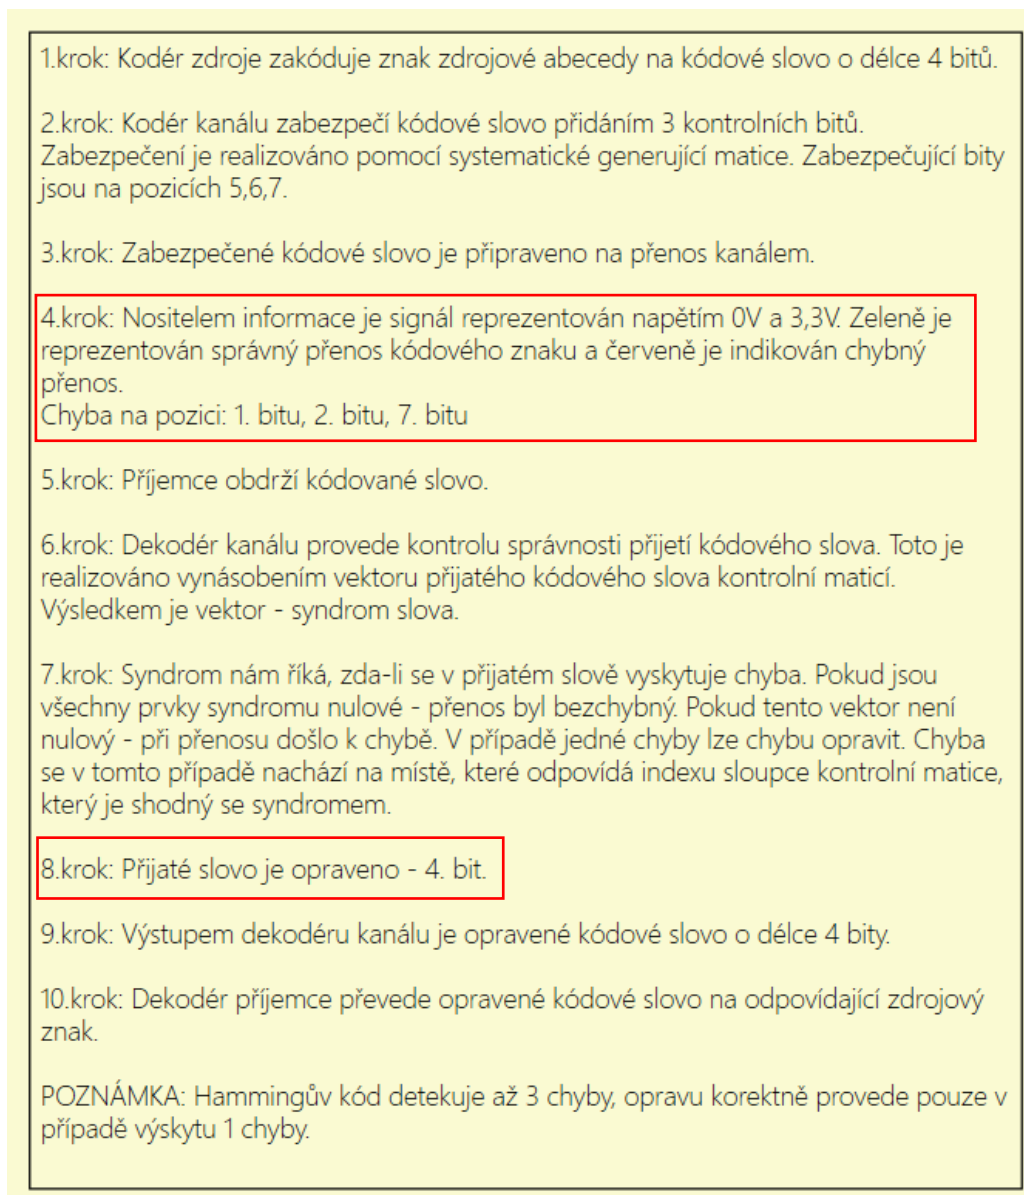 1.krok: Kodér zdroje zakóduje znak zdrojové abecedy na kódové slovo o délce 4 bitů.
2.krok: Kodér kanálu zabezpečí kódové slovo přidáním 3 kontrolních bitů.
Zabezpečení je realizováno pomocí systematické generující matice. Zabezpečující bity
jsou na pozicích 5,6,7.
3.krok: Zabezpečené kódové slovo je připraveno na přenos kanálem.
4.krok: Nositelem informace je signál reprezentován napětím 0V a 3,3V. Zeleně je
reprezentován správný přenos kódového znaku a červeně je indikován chybný
přenos.
Chyba na pozici: 1. bitu, 2. bitu, 7. bitu
5.krok: Příjemce obdrží kódované slovo.
6.krok: Dekodér kanálu provede kontrolu správnosti přijetí kódového slova. Toto je
realizováno vynásobením vektoru přijatého kódového slova kontrolní maticí.
Výsledkem je vektor - syndrom slova.
7.krok: Syndrom nám říká, zda-li se v přijatém slově vyskytuje chyba. Pokud jsou
všechny prvky syndromu nulové - přenos byl bezchybný. Pokud tento vektor není
nulový - při přenosu došlo k chybě. V případě jedné chyby lze chybu opravit. Chyba
se v tomto případě nachází na místě, které odpovídá indexu sloupce kontrolní matice,
který je shodný se syndromem.
8.krok: Přijaté slovo je opraveno - 4. bit.
9.krok: Výstupem dekodéru kanálu je opravené kódové slovo o délce 4 bity.
10.krok: Dekodér příjemce převede opravené kódové slovo na odpovídající zdrojový
znak.
POZNÁMKA: Hammingův kód detekuje až 3 chyby, opravu korektně provede pouze v
případě výskytu 1 chyby.